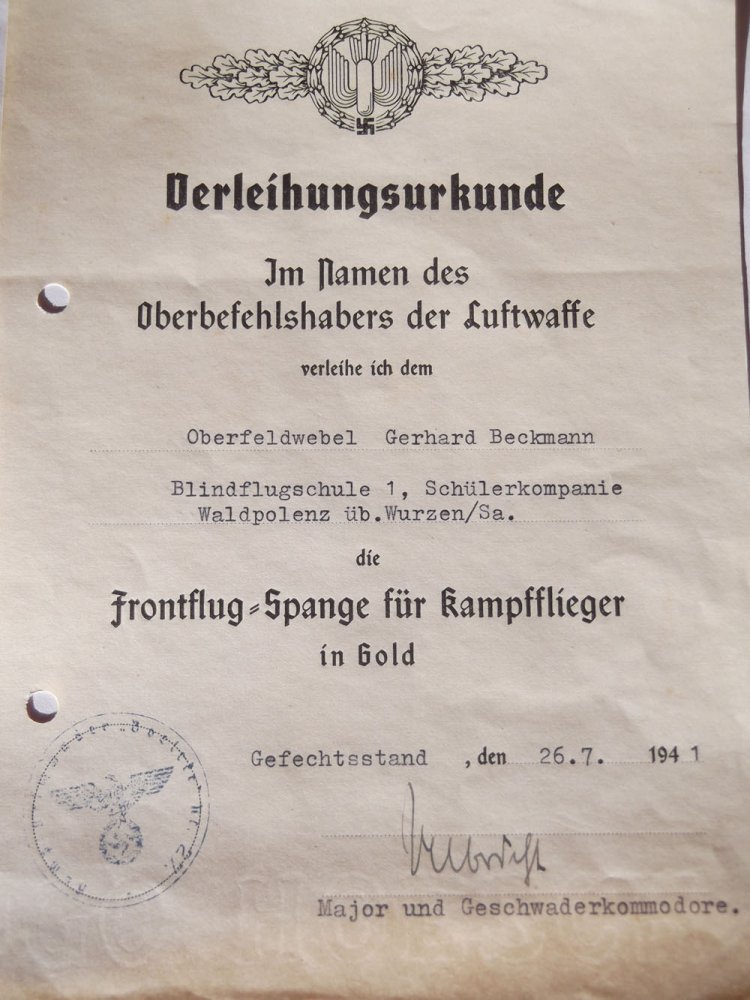 Verleihungsurkunde
Im Namen des
Oberbefehlshabers der Luftwaffe
verleihe ich dem
Oberfeldwebel Gerhard Beckmann
Blindflugschule 1, Schülerkompanie
Waldpolenz üb.Wurzen/Sa.
die
Frontflug-Spange für Kampfflieger
in Gold
Gefechtsstand , den 26.7. 1941
Major und Geschwaderkommodore.